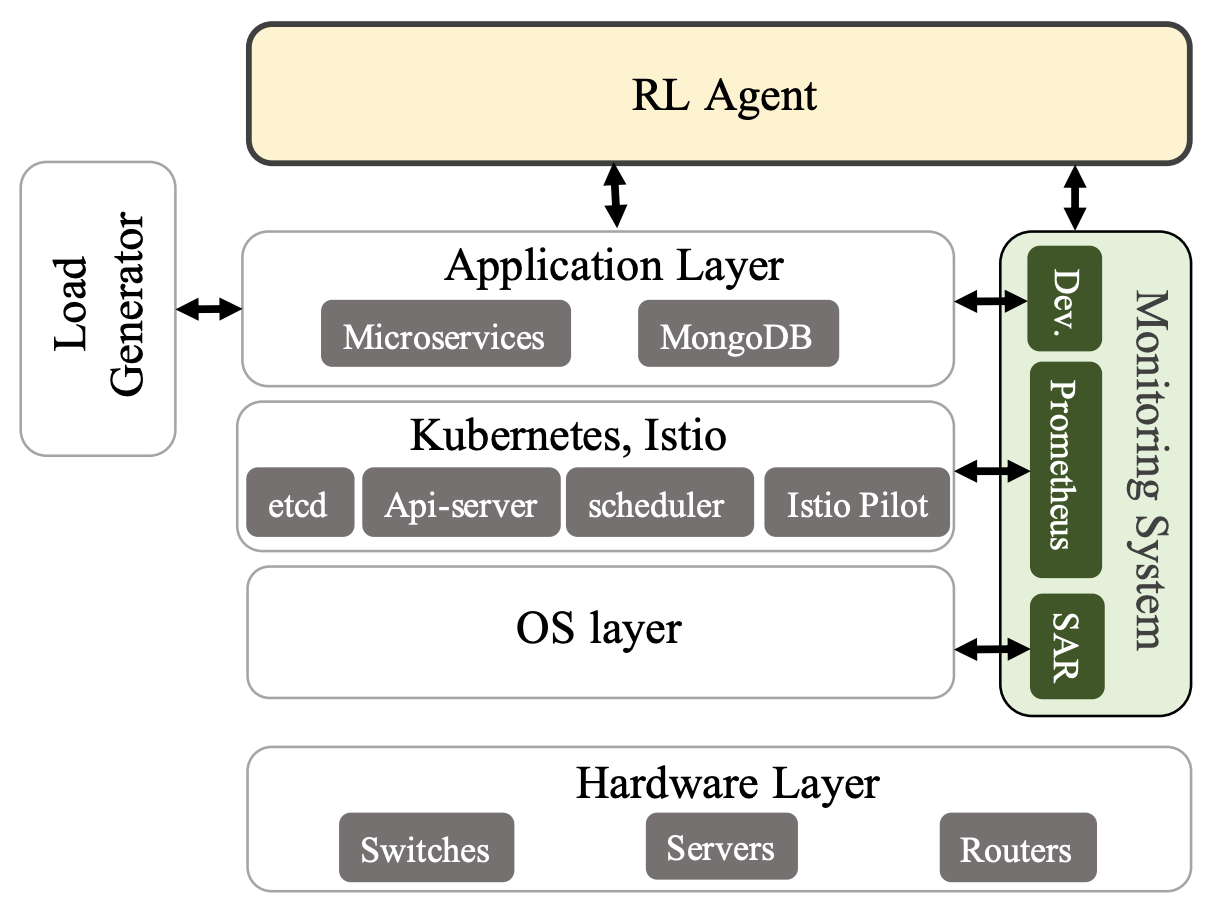 RL Agent
Load
Generator
Application Layer
Microservices
MongoDB
Kubernetes, Istio
etcd
Api-server
scheduler
Istio Pilot
OS layer
Dev.
Prometheus
SAR
Monitoring System
Hardware Layer
Switches
Servers
Routers